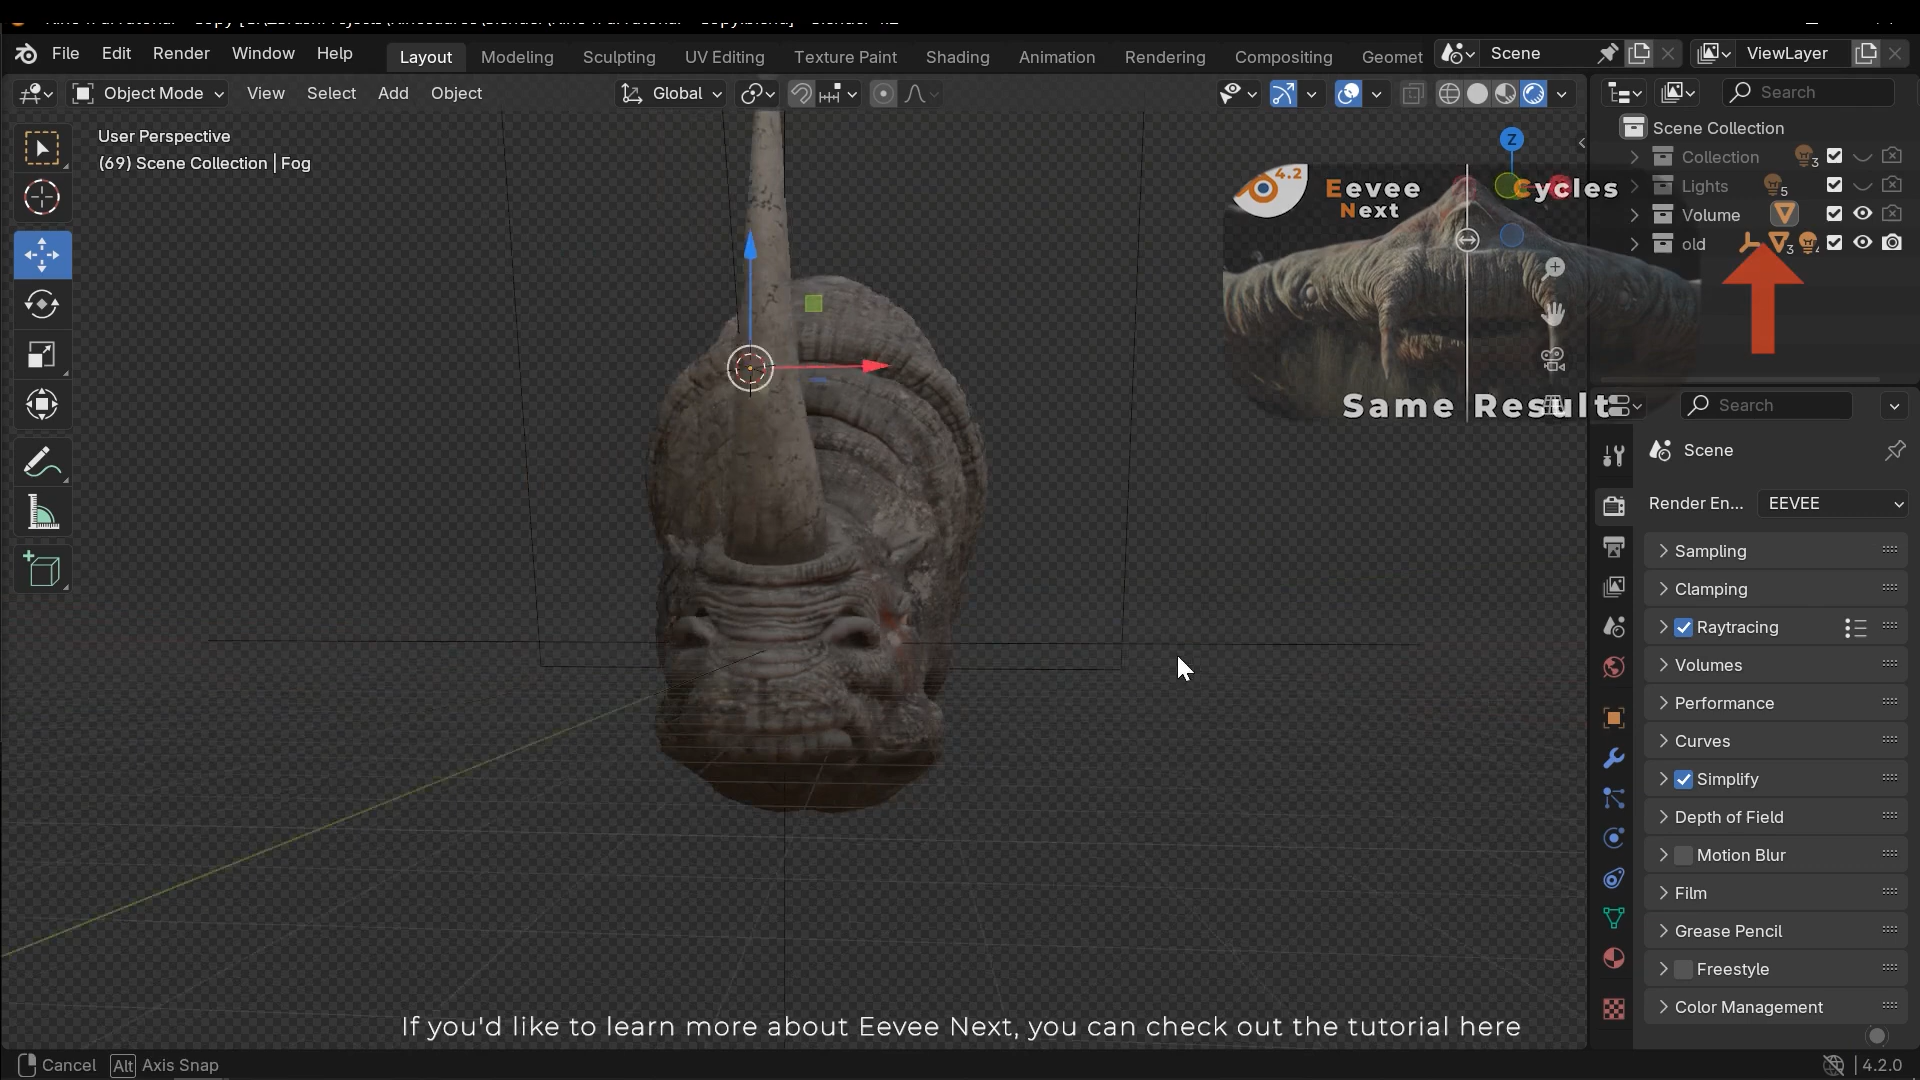 File Edit Render Window Help
Layout Modeling Sculpting UV Editing Texture Paint Shading Animation Rendering Compositing Geomet
Scene
ViewLayer
Object Mode View Select Add Object
Global
Search
User Perspective
(69) Scene Collection | Fog
Z
4.2
Eevee
Next
Cycles
Same Result
Scene Collection
Collection 3
Lights 5
Volume
old 3
Search
Scene
Render En... EEVEE
Sampling
Clamping
Raytracing
Volumes
Performance
Curves
Simplify
Depth of Field
Motion Blur
Film
Grease Pencil
Freestyle
Color Management
If you'd like to learn more about Eevee Next, you can check out the tutorial here
Cancel Alt Axis Snap
4.2.0